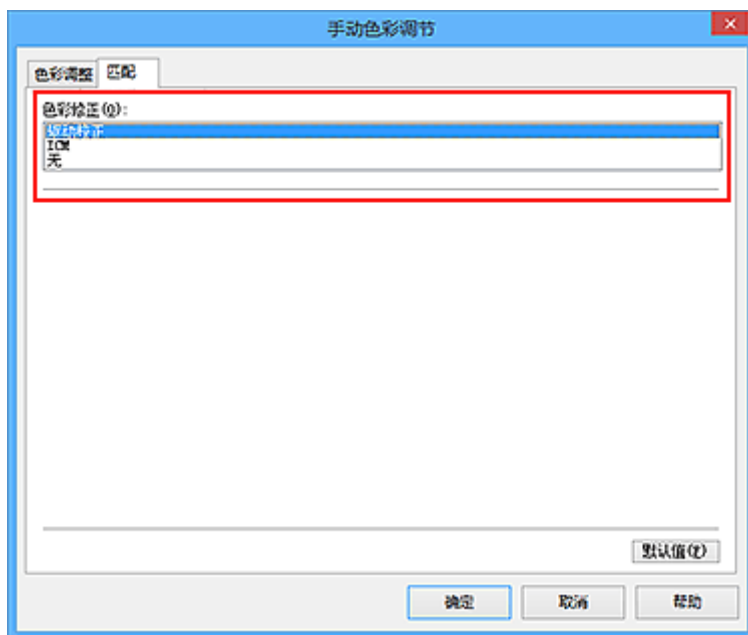 手动色彩调节
色彩调整 匹配
色彩修正(O):
驱动校正
ICM
无
默认值(T)
确定 取消 帮助